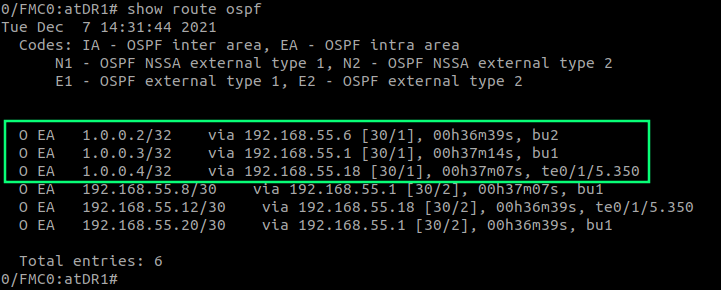 0/FMC0:atDR1# show route ospf
Tue Dec  7 14:31:44 2021
  Codes: IA - OSPF inter area, EA - OSPF intra area
      N1 - OSPF NSSA external type 1, N2 - OSPF NSSA external type 2
      E1 - OSPF external type 1, E2 - OSPF external type 2
  O EA   1.0.0.2/32    via 192.168.55.6 [30/1], 00h36m39s, bu2
  O EA   1.0.0.3/32    via 192.168.55.1 [30/1], 00h37m14s, bu1
  O EA   1.0.0.4/32    via 192.168.55.18 [30/1], 00h37m07s, te0/1/5.350
  O EA   192.168.55.8/30    via 192.168.55.1 [30/2], 00h37m07s, bu1
  O EA   192.168.55.12/30    via 192.168.55.18 [30/2], 00h36m39s, te0/1/5.350
  O EA   192.168.55.20/30    via 192.168.55.1 [30/2], 00h36m39s, bu1
  Total entries: 6
0/FMC0:atDR1#